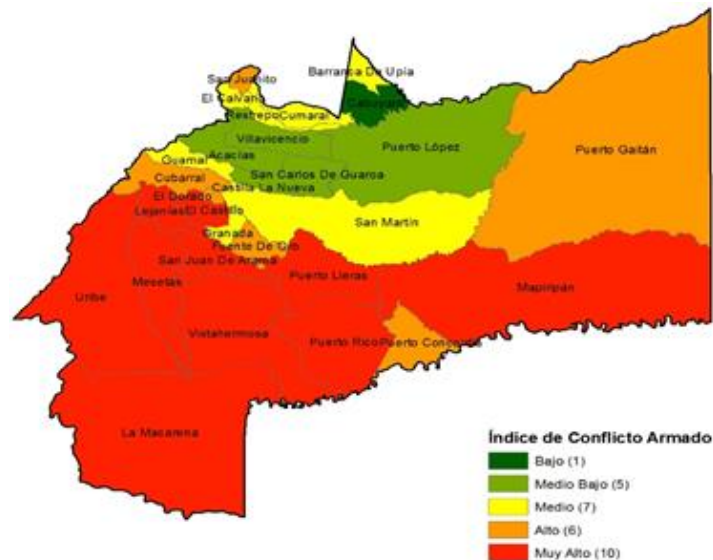 San Juanito
Barranca De Upía
El Calvario
Cabuyaro
Restrepo
Cumaral
Villavicencio
Puerto López
Puerto Gaitán
Acacías
Guamal
San Carlos De Guaroa
Cubarral
Castilla La Nueva
El Dorado
Lejanías
El Castillo
San Martín
Granada
Fuente De Oro
San Juan De Arama
Puerto Lleras
Mesetas
Mapiripán
Uribe
Vistahermosa
Puerto Rico
Puerto Concordia
La Macarena
Índice de Conflicto Armado
Bajo (1)
Medio Bajo (5)
Medio (7)
Alto (6)
Muy Alto (10)